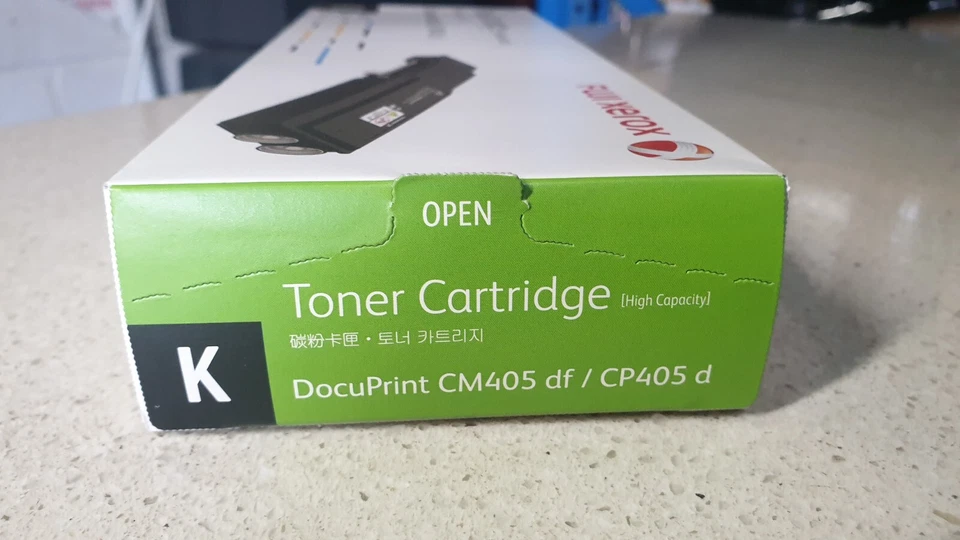 FUJI xerox
OPEN
Toner Cartridge [High Capacity]
碳粉卡匣・토너 카트리지
K
DocuPrint CM405 df / CP405 d